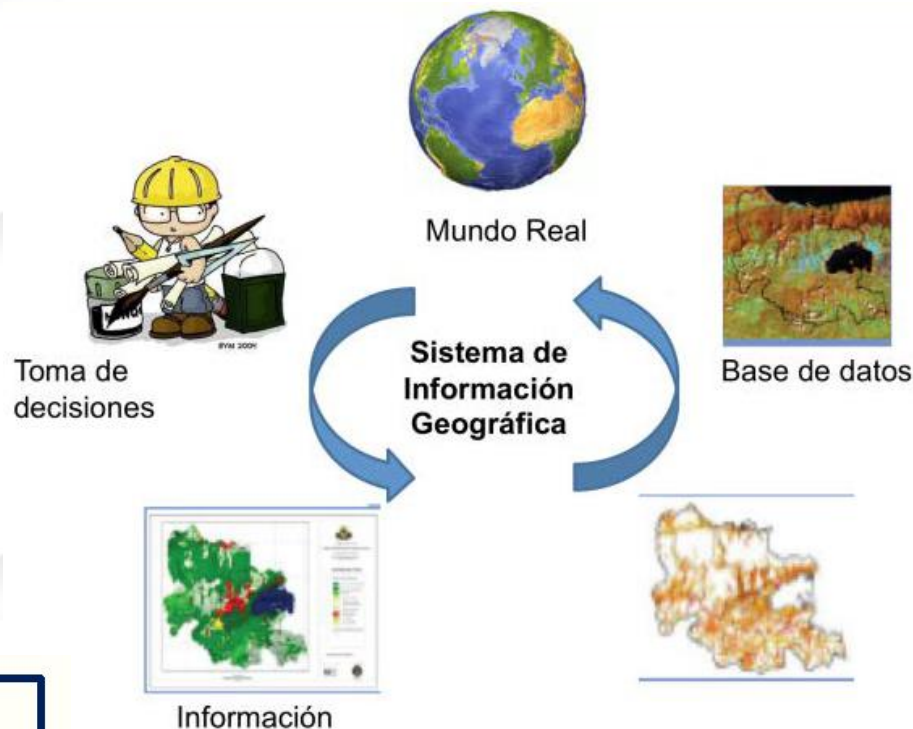 Mundo Real
Toma de
decisiones
Sistema de
Información
Geográfica
Base de datos
Información